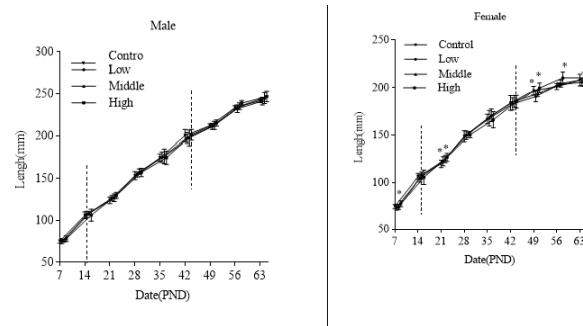 Male
Contro
Low
Middle
High
Lengh(mm)
300
250
200
150
100
50
7 14 21 28 35 42 49 56 63
Date(PND)
Female
Control
Low
Middle
High
Lengh(mm)
250
200
150
100
50
7 14 21 28 35 42 49 56 63
Date(PND)